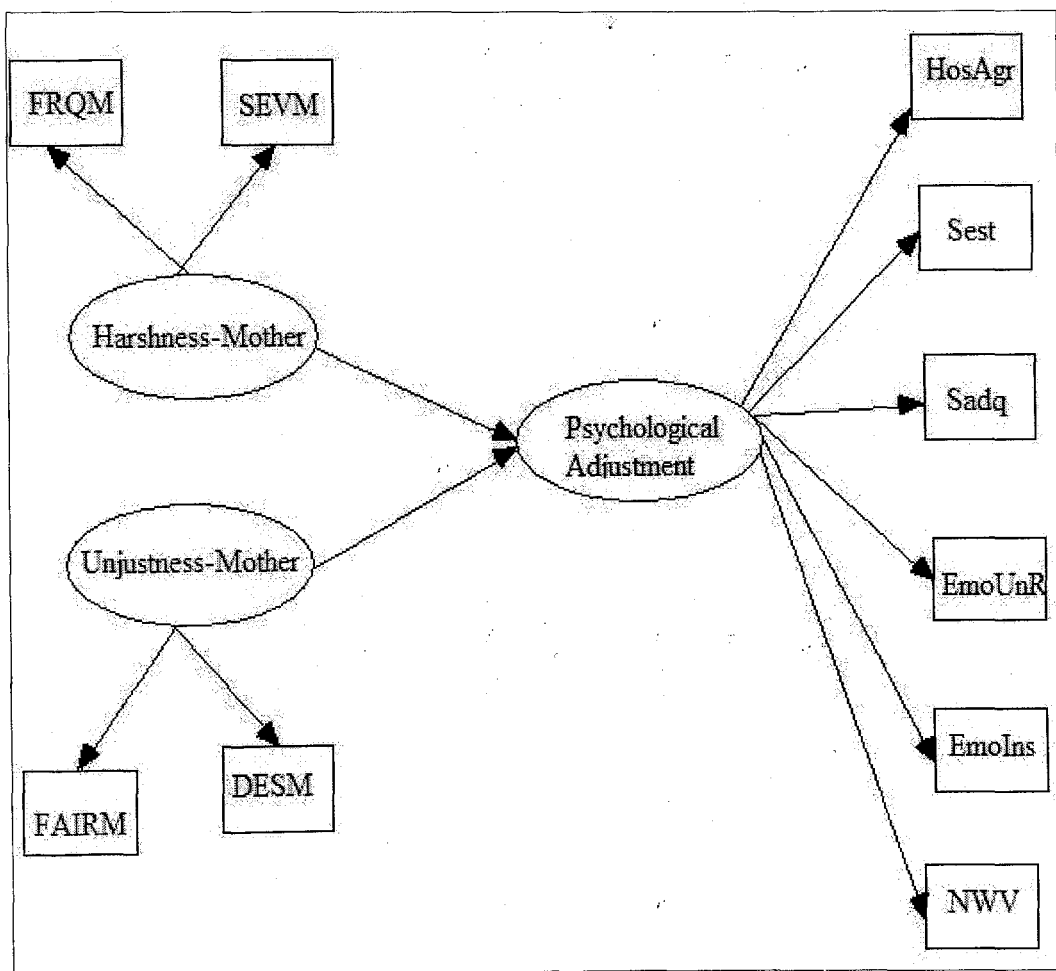 FRQM
SEVM
HosAgr
Sest
Harshness-Mother
Sadq
Psychological
Adjustment
Unjustness-Mother
EmoUnR
EmoIns
DESM
FAIRM
NWV